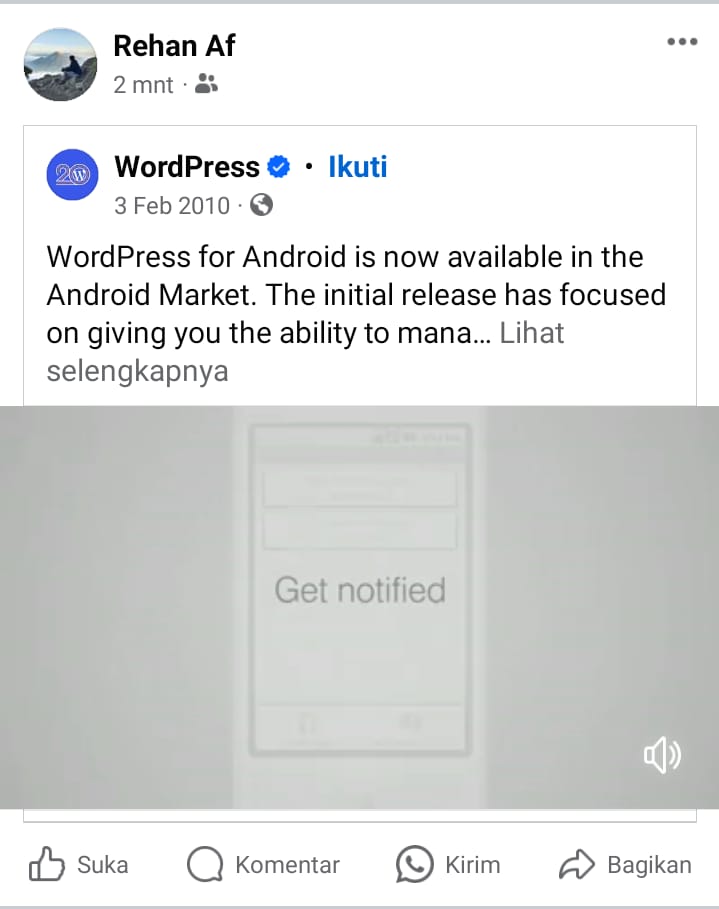 Rehan Af
2 mnt ·
WordPress • Ikuti
3 Feb 2010 ·
WordPress for Android is now available in the
Android Market. The initial release has focused
on giving you the ability to mana... Lihat
selengkapnya
Get notified
Suka
Komentar
Kirim
Bagikan